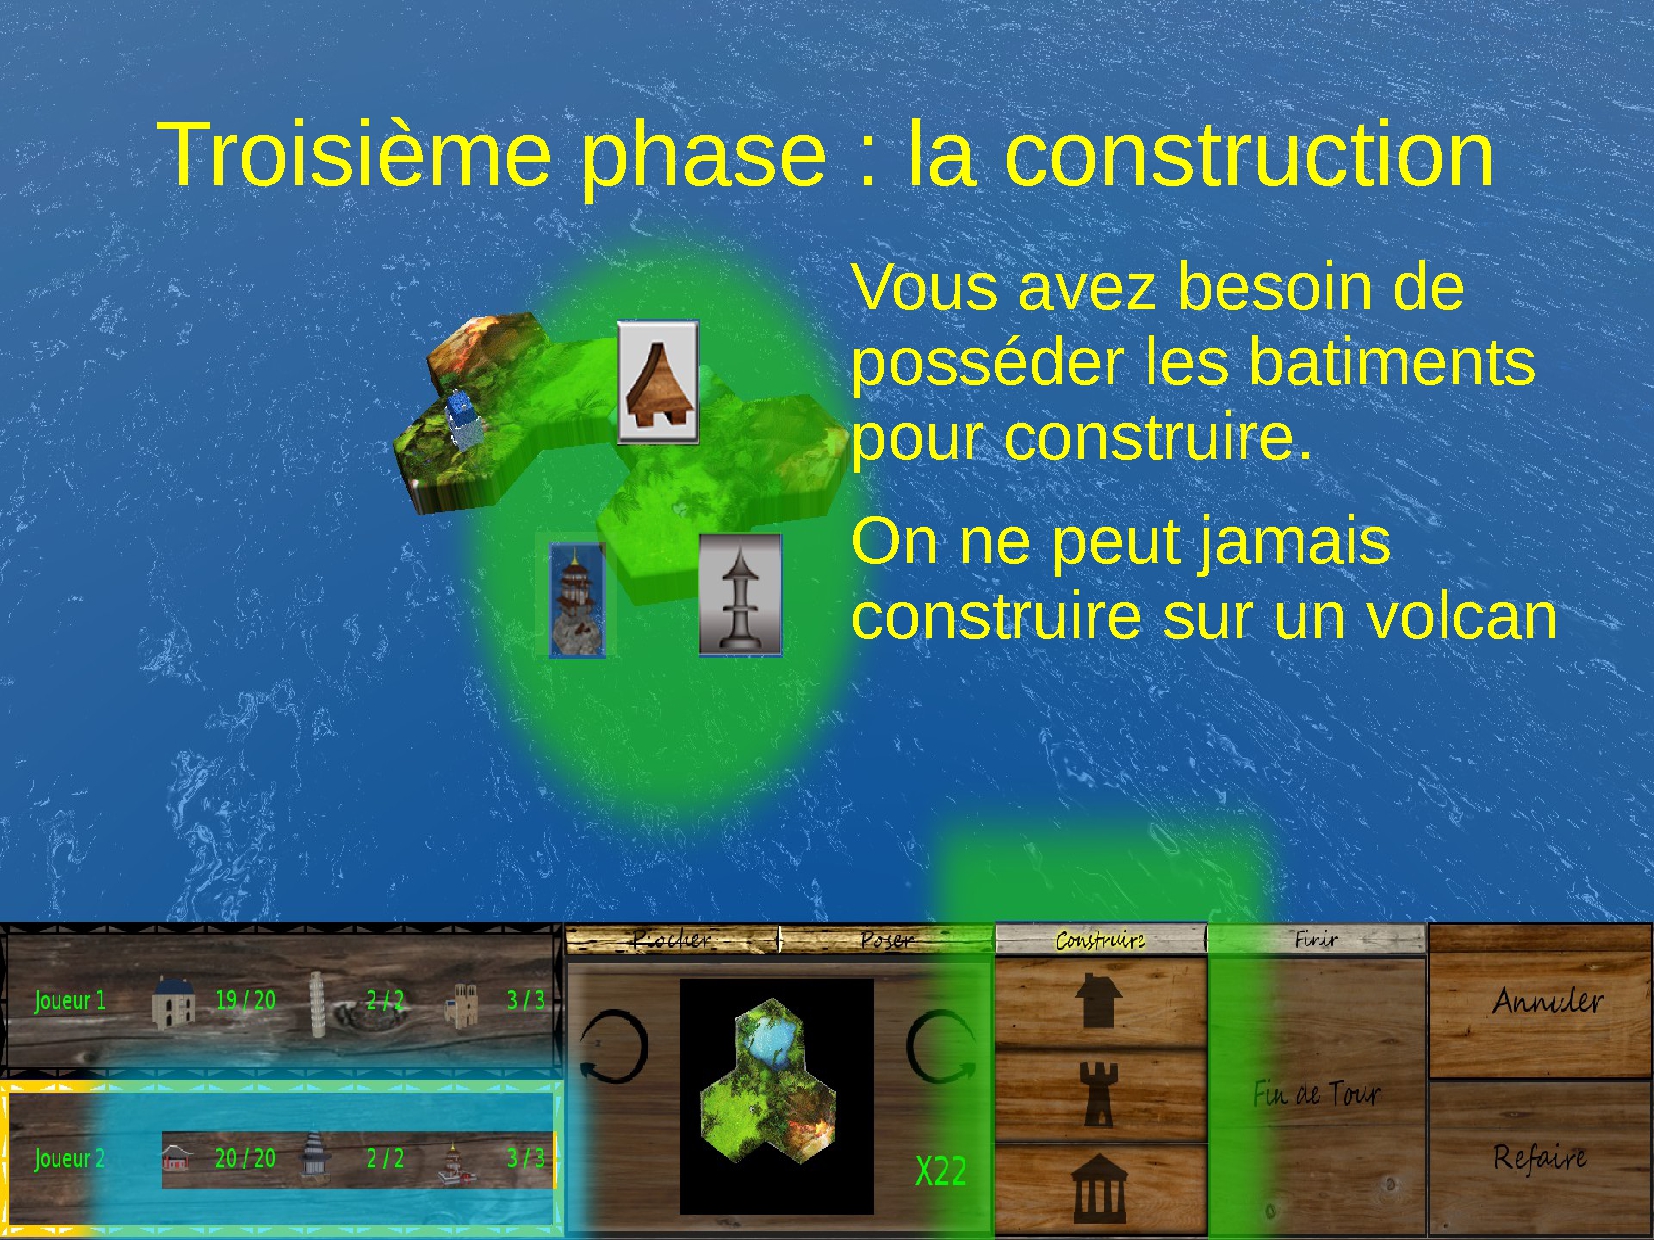 Troisième phase : la construction
Vous avez besoin de
posséder les batiments
pour construire.
On ne peut jamais
construire sur un volcan
Joueur 1 19 / 20 2 / 2 3 / 3
Joueur 2 20 / 20 2 / 2 3 / 3
Piocher Poser Construire Finir
X22
Fin de Tour
Annuler
Refaire